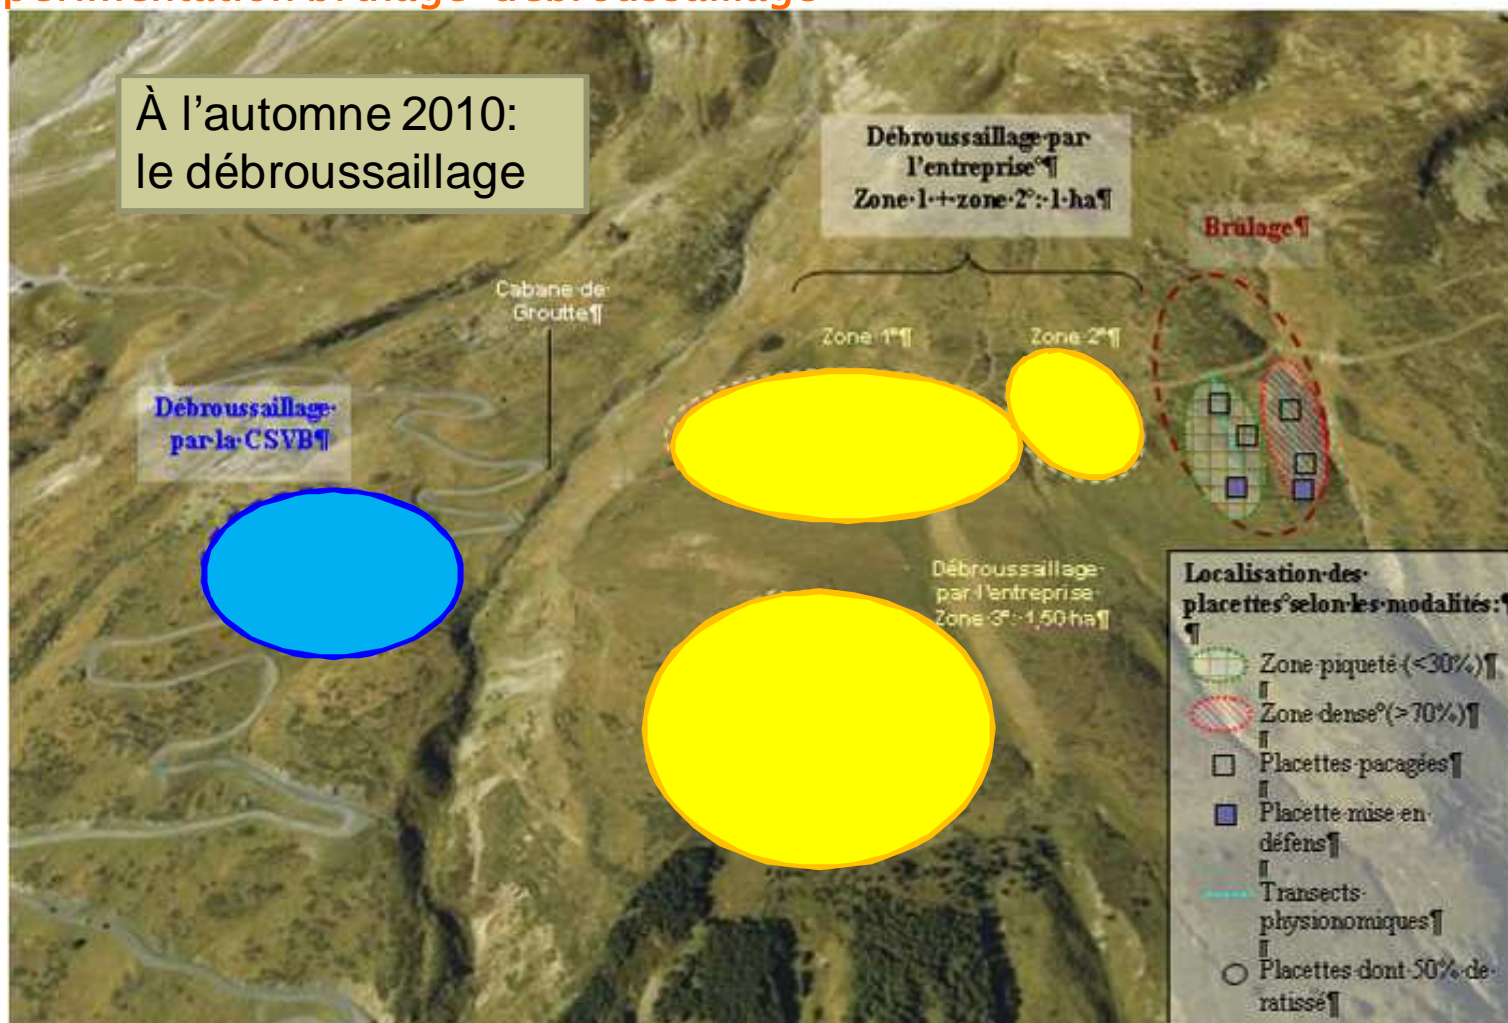 périmentation brûlage- débroussaillage
À l’automne 2010:
le débroussaillage
Débroussaillage·par·
l’entreprise°¶
Zone·1·+·zone·2°:·1·ha¶
Brûlage¶
Cabane·de·
Groutte¶
Zone·1°¶
Zone·2°¶
Débroussaillage·
par·la·CSVB¶
Débroussaillage·
par·l’entreprise·
Zone·3°:·1,50·ha¶
Localisation·des·
placettes°selon·les·modalités:¶
¶
Zone·piqueté·(<30%)¶
¶
Zone·dense°(>70%)¶
¶
Placettes·pacagées¶
¶
Placette·mise·en·
défens¶
¶
Transects·
physionomiques¶
¶
Placettes·dont·50%·de·
ratissé¶